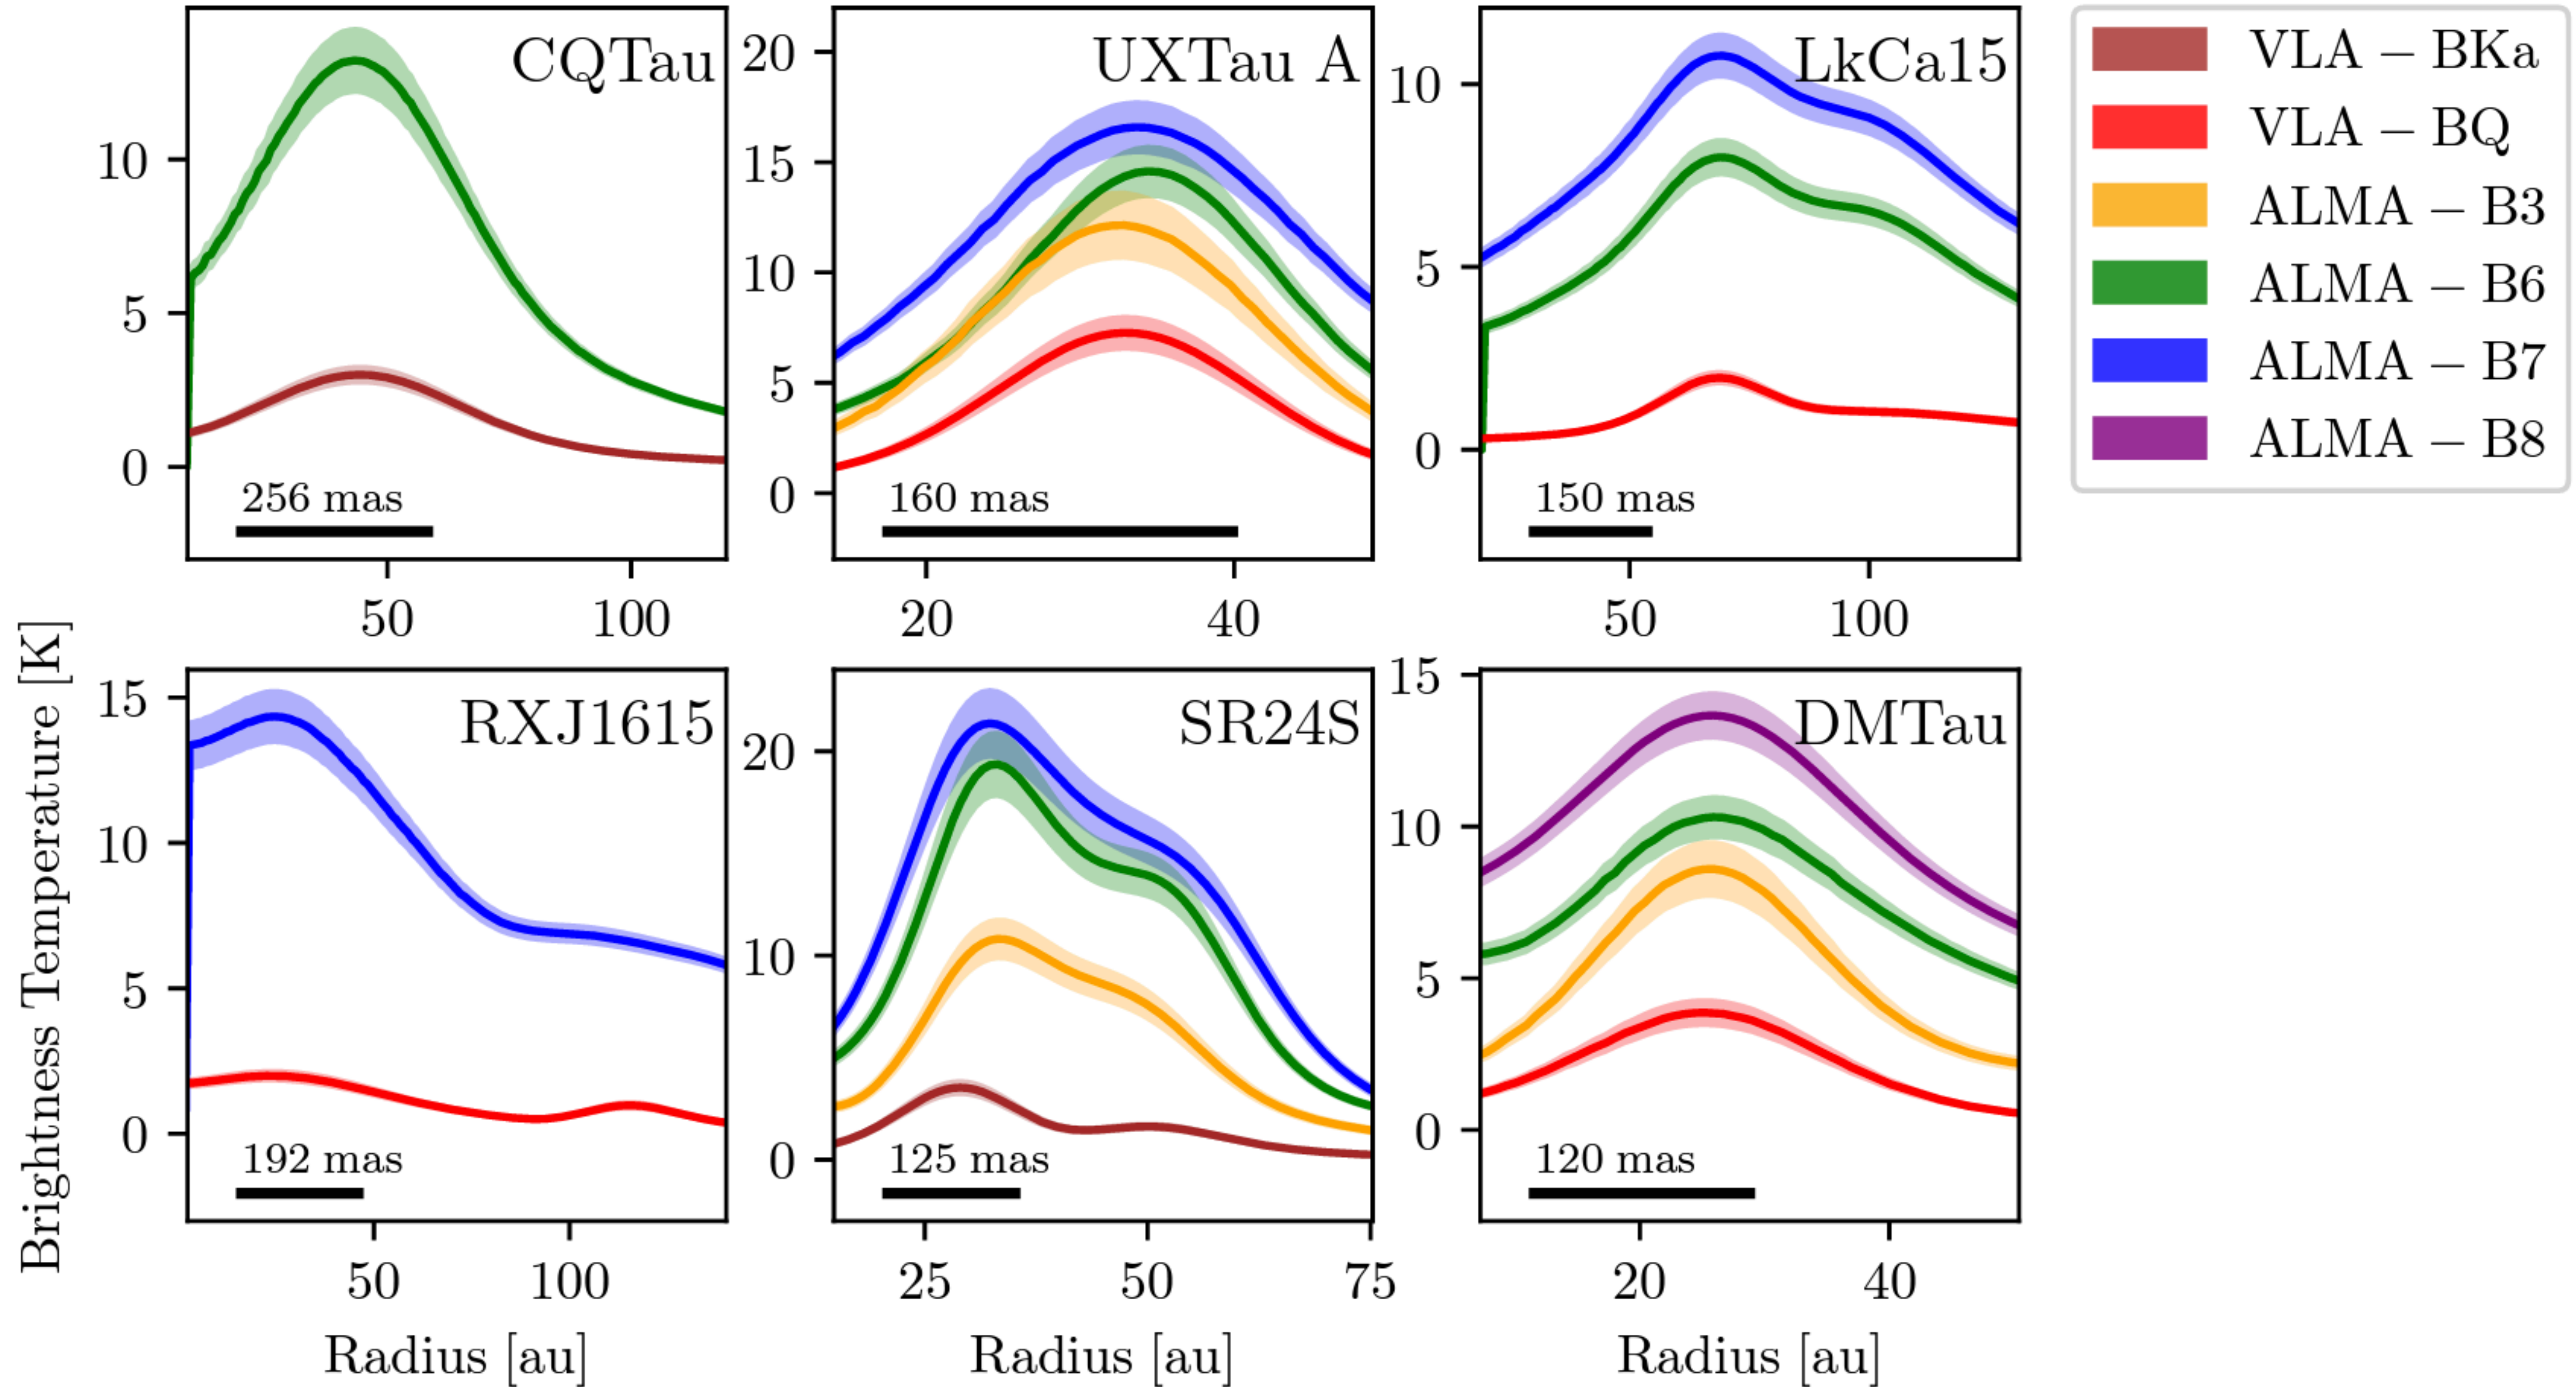 CQTau
10
5
0
256 mas
50
100
UXTau A
20
15
10
5
0
160 mas
20
40
LkCa15
10
5
0
150 mas
50
100
VLA – BKa
VLA – BQ
ALMA – B3
ALMA – B6
ALMA – B7
ALMA – B8
Brightness Temperature [K]
RXJ1615
15
10
5
0
192 mas
50
100
Radius [au]
SR24S
20
10
0
125 mas
25
50
75
Radius [au]
DMTau
15
10
5
0
120 mas
20
40
Radius [au]